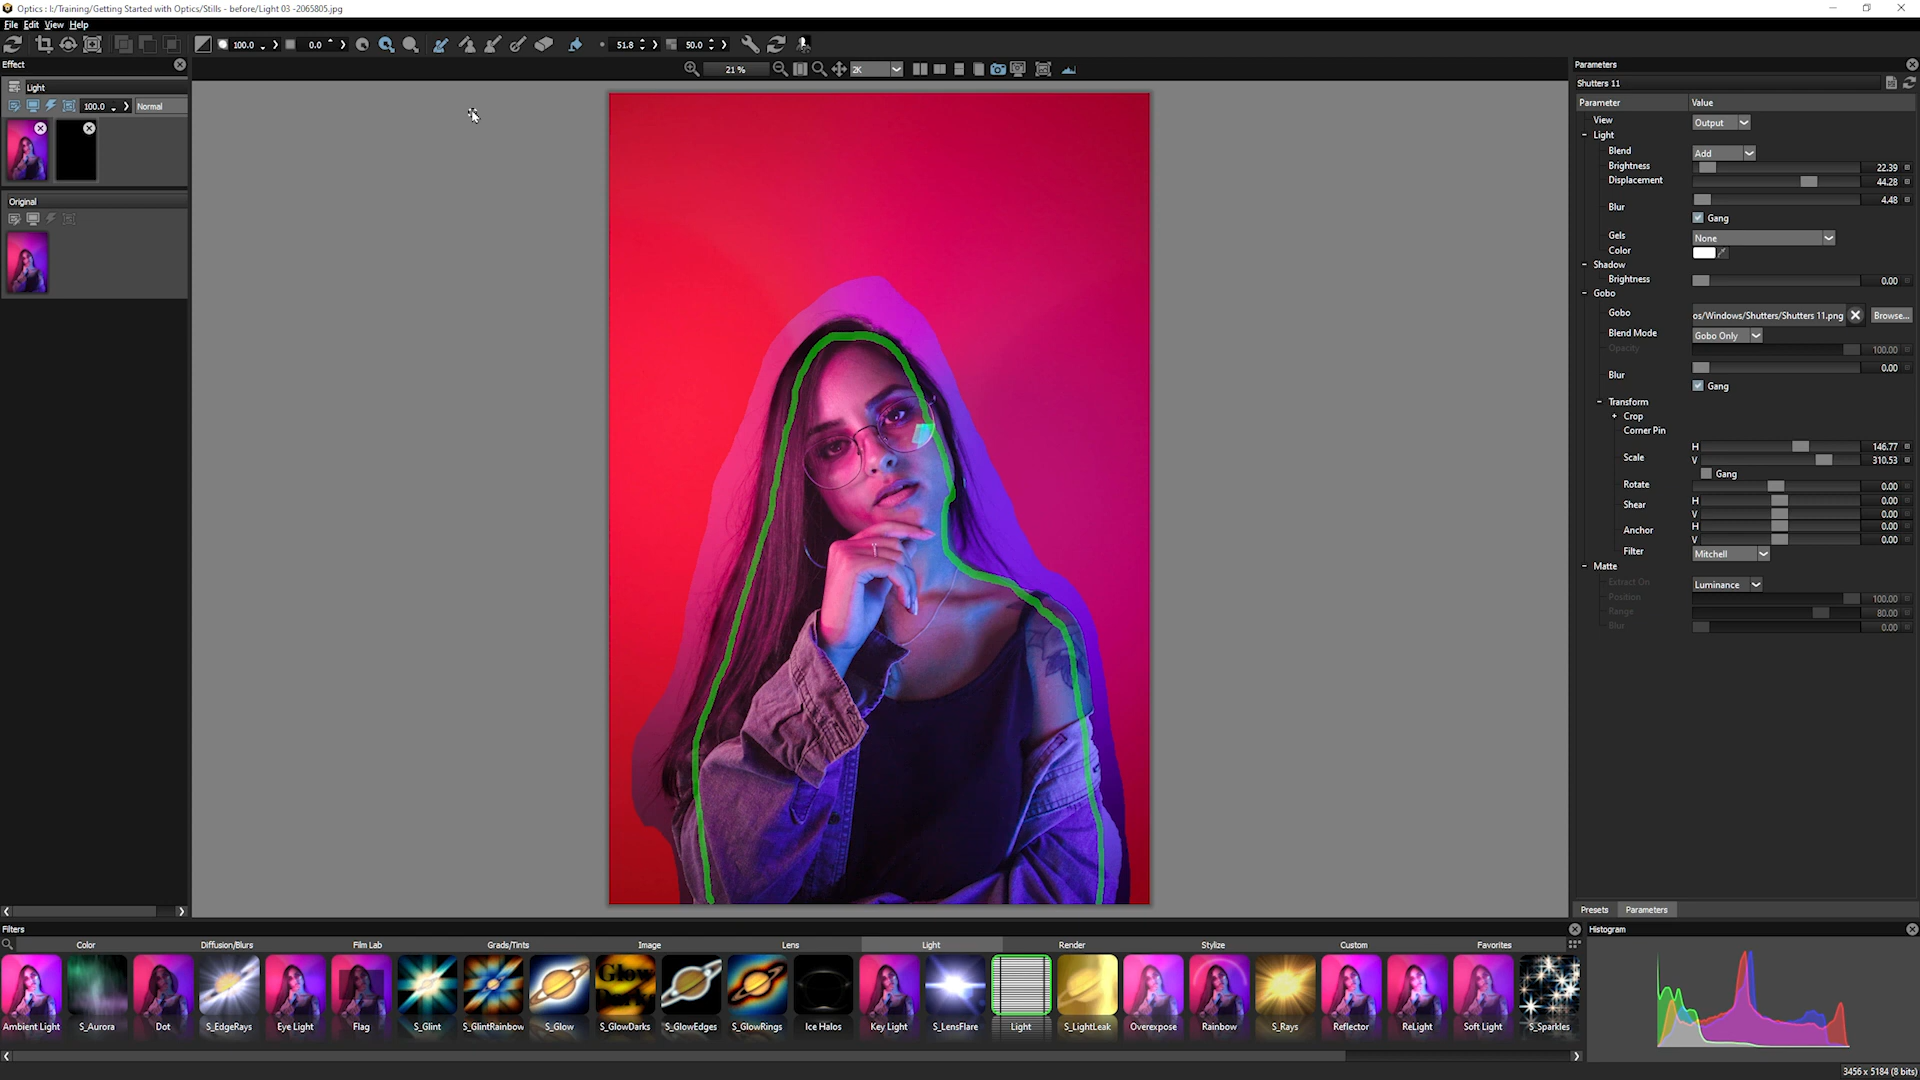 Optics : I:/Training/Getting Started with Optics/Stills - before/Light 03 -2065805.jpg
File Edit View Help
100.0 0.0 51.8 50.0
Effect
21 % 2K
Light
100.0 Normal
Original
Parameters
Shutters 11
Parameter Value
View Output
Light
Blend Add
Brightness 22.39
Displacement 44.28
4.48
Blur
Gang
Gels None
Color
Shadow
Brightness 0.00
Gobo
Gobo os/Windows/Shutters/Shutters 11.png Browse...
Blend Mode Gobo Only
Opacity 100.00
0.00
Blur
Gang
Transform
Crop
Corner Pin
H 146.77
Scale
V 310.53
Gang
Rotate 0.00
H 0.00
Shear
V 0.00
H 0.00
Anchor
V 0.00
Filter Mitchell
Matte
Extract On Luminance
Position 100.00
Range 80.00
Blur 0.00
Presets Parameters
Filters
Color Diffusion/Blurs Film Lab Grads/Tints Image Lens Light Render Stylize Custom Favorites
Glow
Ambient Light S_Aurora Dot S_EdgeRays Eye Light Flag S_Glint S_GlintRainbow S_Glow S_GlowDarks S_GlowEdges S_GlowRings Ice Halos Key Light S_LensFlare Light S_LightLeak Overexpose Rainbow S_Rays Reflector ReLight Soft Light S_Sparkles
Histogram
3456 x 5184 (8 bits)